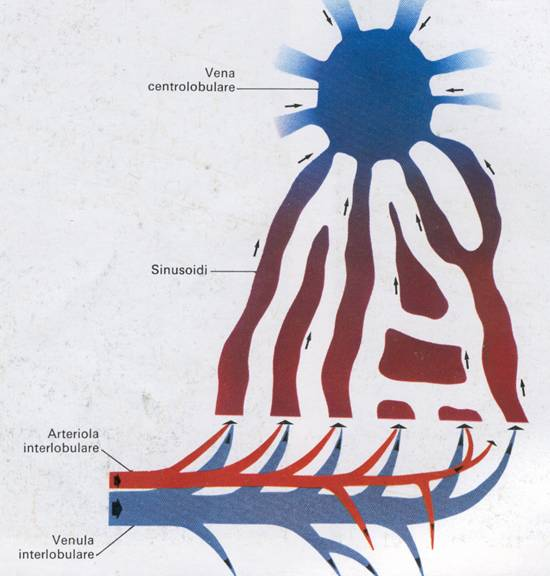 Vena
centrolobulare
Sinusoidi
Arteriola
interlobulare
Venula
interlobulare